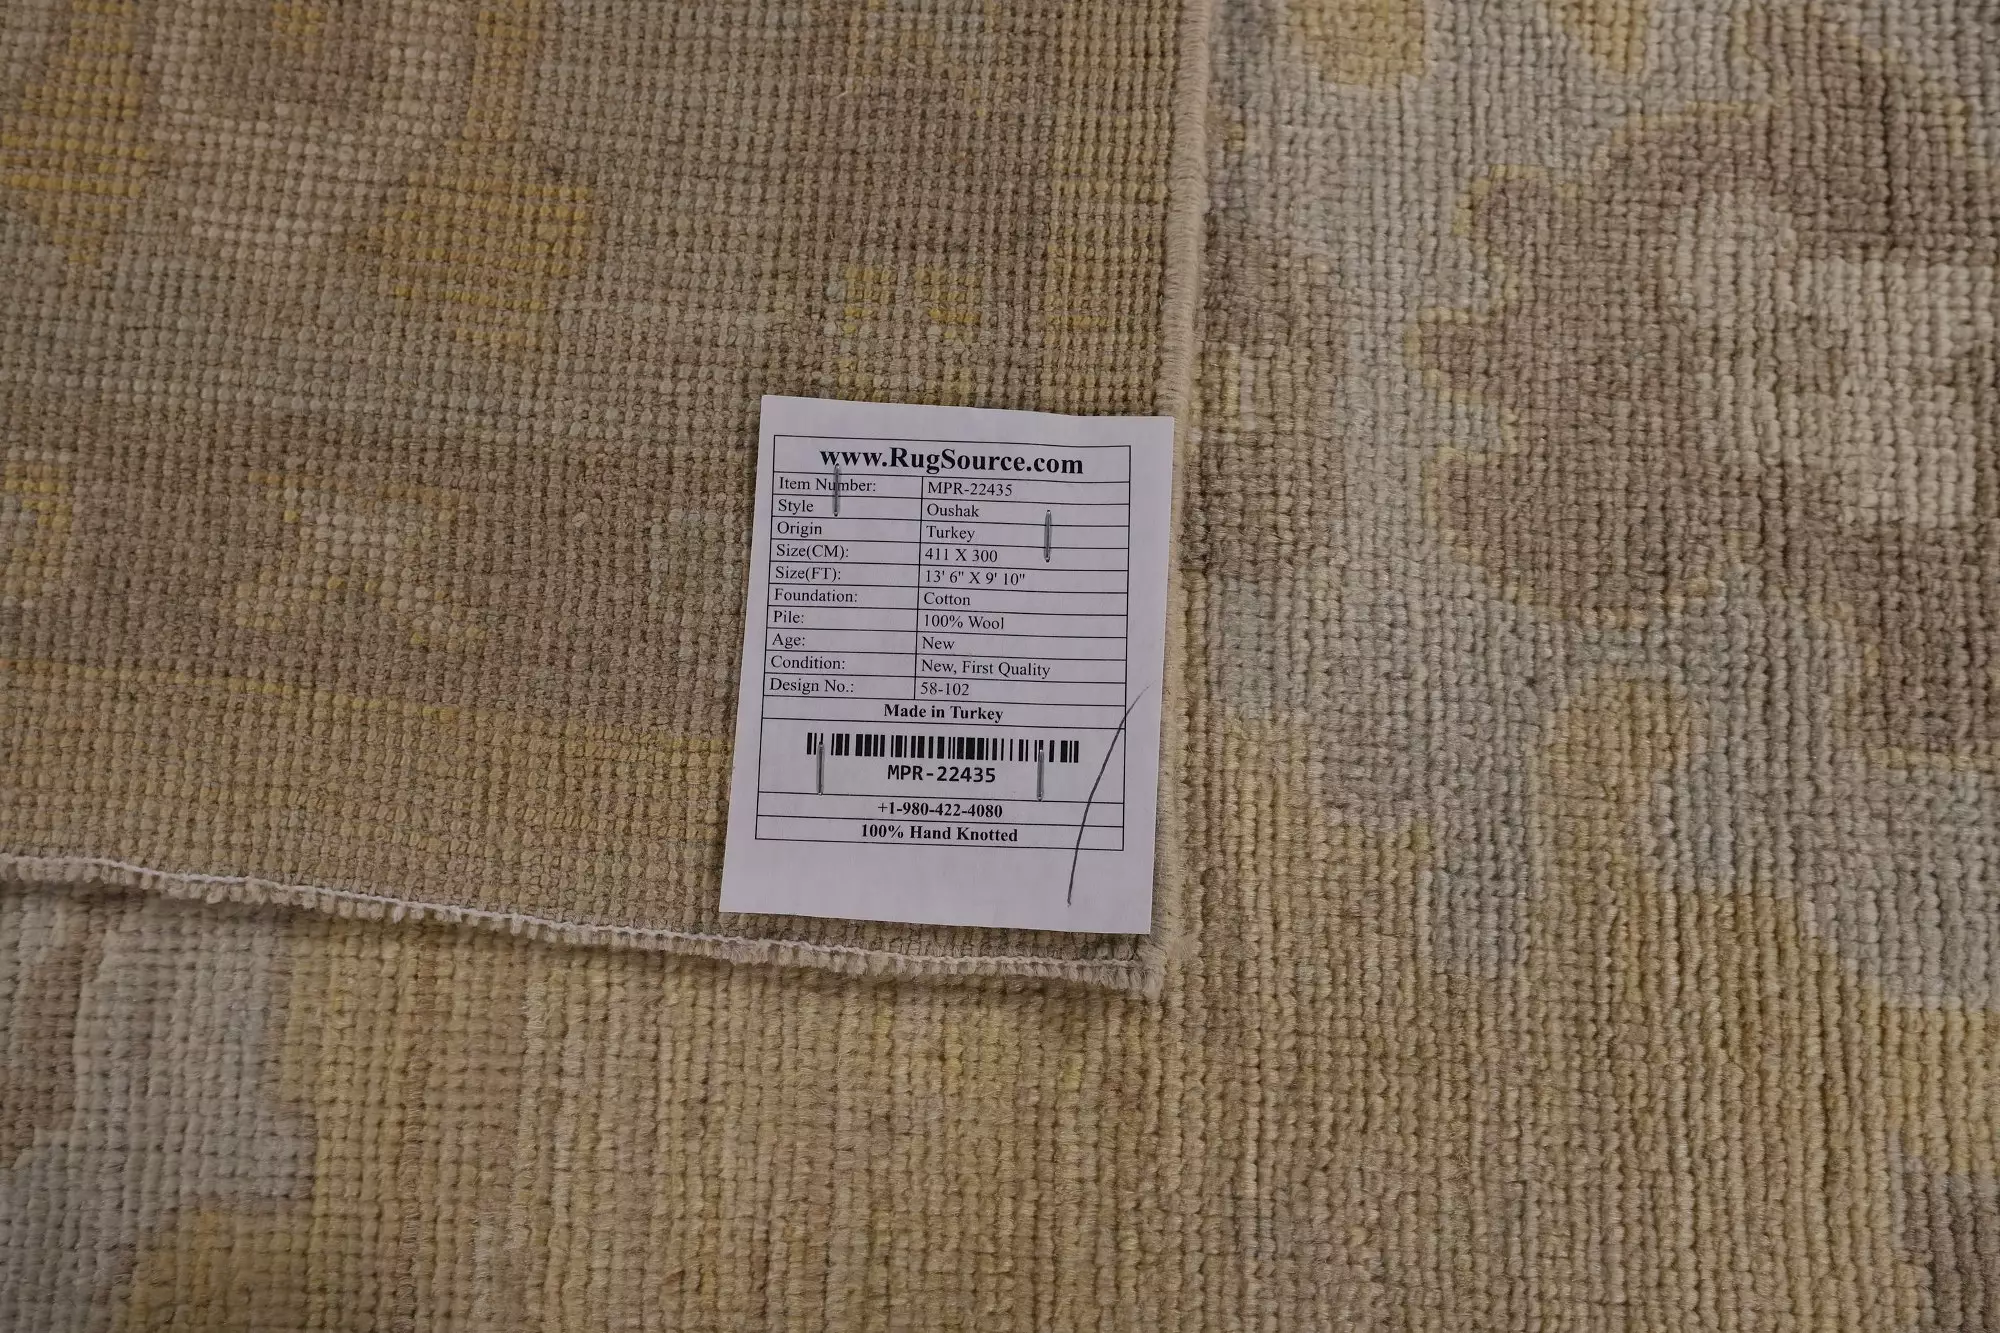 www.RugSource.com
Item Number: MPR-22435
Style Oushak
Origin Turkey
Size(CM): 411 X 300
Size(FT): 13' 6" X 9' 10"
Foundation: Cotton
Pile: 100% Wool
Age: New
Condition: New, First Quality
Design No.: 58-102
Made in Turkey
MPR-22435
+1-980-422-4080
100% Hand Knotted